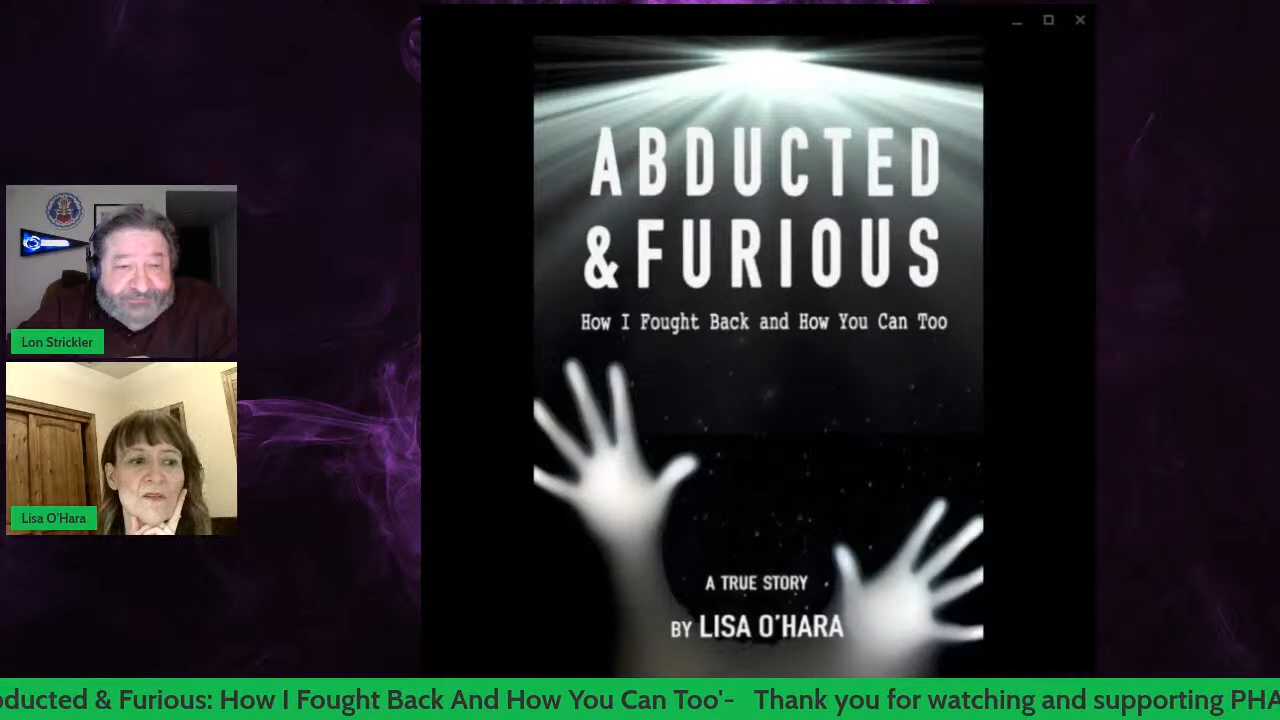 ABDUCTED
& FURIOUS
How I Fought Back and How You Can Too
A TRUE STORY
BY LISA O'HARA
Lon Strickler
Lisa O'Hara
bducted & Furious: How I Fought Back And How You Can Too'- Thank you for watching and supporting PHA